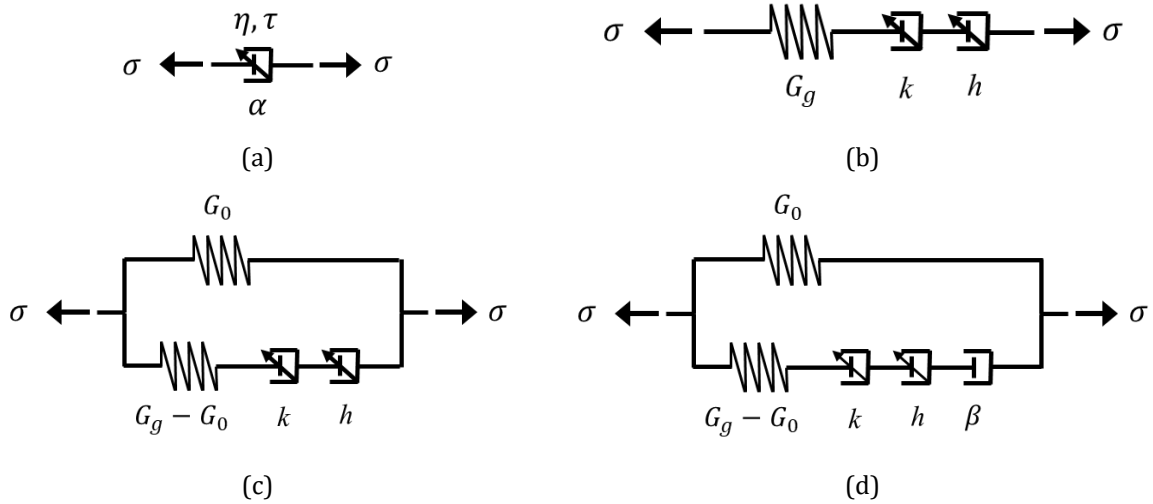 η, τ
σ σ
α
(a)
σ σ
G_g k h
(b)
G_0
σ σ
G_g − G_0 k h
(c)
G_0
σ σ
G_g − G_0 k h β
(d)